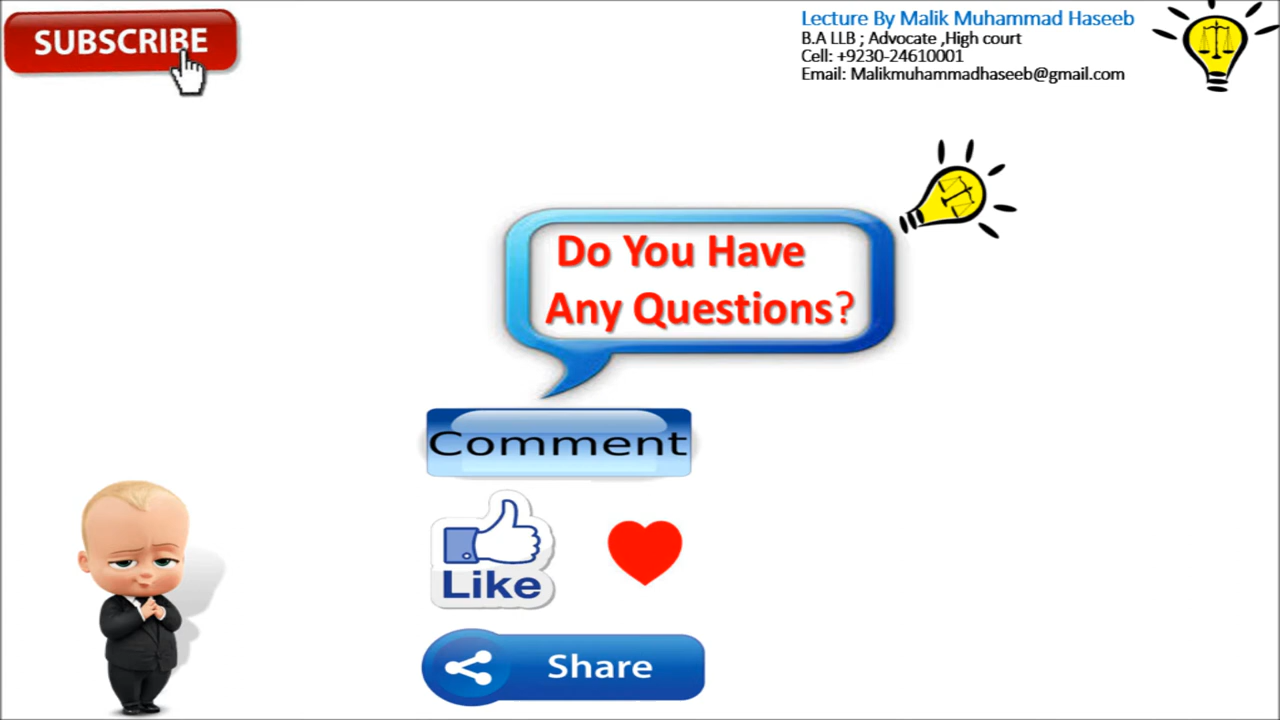 SUBSCRIBE
Lecture By Malik Muhammad Haseeb
B.A LLB ; Advocate ,High court
Cell: +9230-24610001
Email: Malikmuhammadhaseeb@gmail.com
Do You Have
Any Questions?
Comment
Like
Share